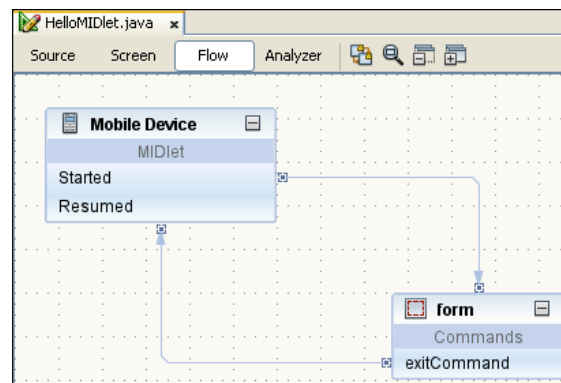 HelloMIDlet.java x
Source Screen Flow Analyzer
Mobile Device
MIDlet
Started
Resumed
form
Commands
exitCommand